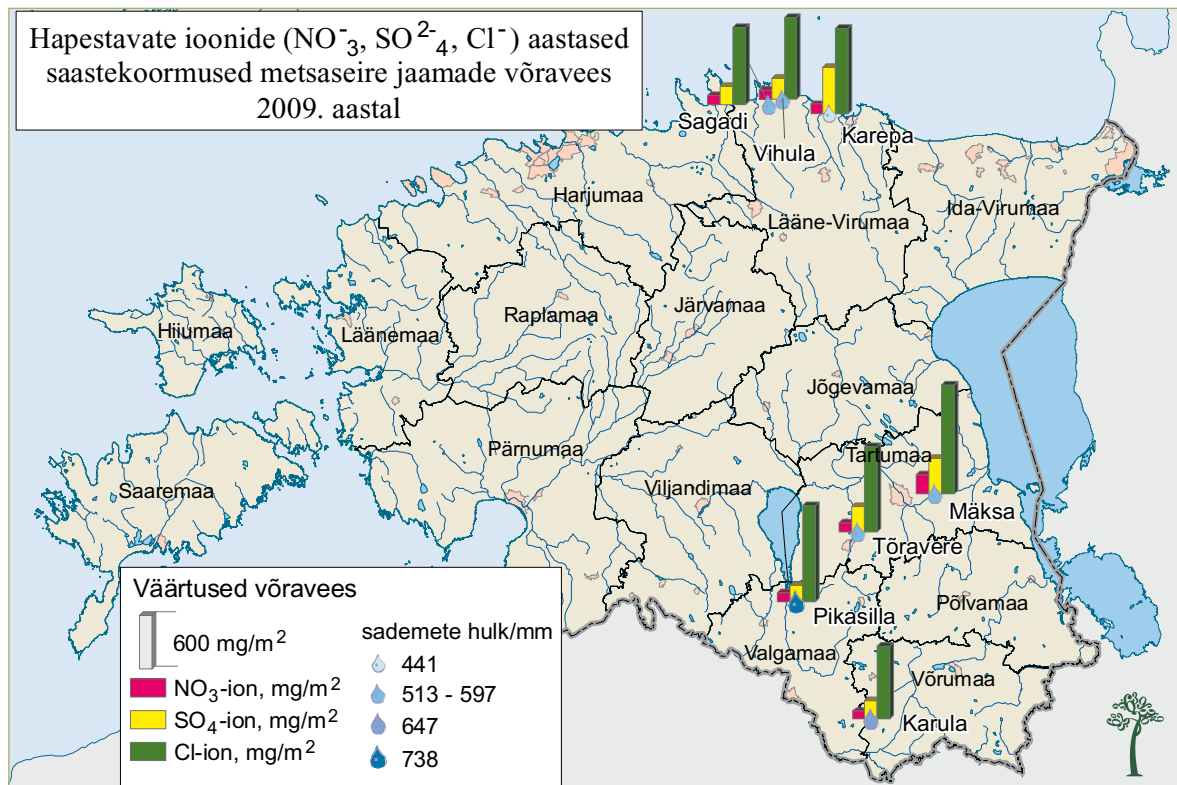 Hapestavate ioonide (NO⁻₃, SO²⁻₄, Cl⁻) aastased
saastekoormused metsaseire jaamade võravees
2009. aastal
Sagadi
Vihula
Karepa
Harjumaa
Lääne-Virumaa
Ida-Virumaa
Hiiumaa
Läänemaa
Raplamaa
Järvamaa
Jõgevamaa
Pärnumaa
Tartumaa
Saaremaa
Viljandimaa
Mäksa
Tõravere
Pikasilla
Põlvamaa
Valgamaa
Võrumaa
Karula
Väärtused võravees
600 mg/m²
NO₃-ion, mg/m²
SO₄-ion, mg/m²
Cl-ion, mg/m²
sademete hulk/mm
441
513 - 597
647
738